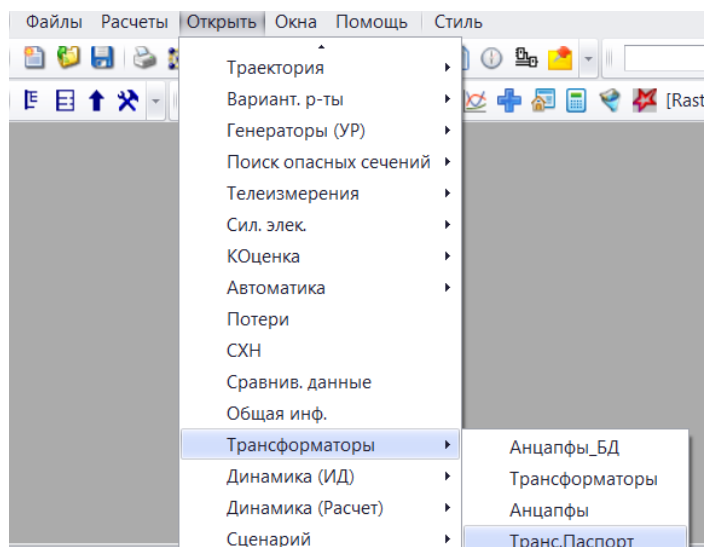 Файлы Расчеты Открыть Окна Помощь Стиль
[Rast
Траектория
Вариант. р-ты
Генераторы (УР)
Поиск опасных сечений
Телеизмерения
Сил. элек.
КОценка
Автоматика
Потери
СХН
Сравнив. данные
Общая инф.
Трансформаторы
Динамика (ИД)
Динамика (Расчет)
Сценарий
Анцапфы_БД
Трансформаторы
Анцапфы
Транс.Паспорт